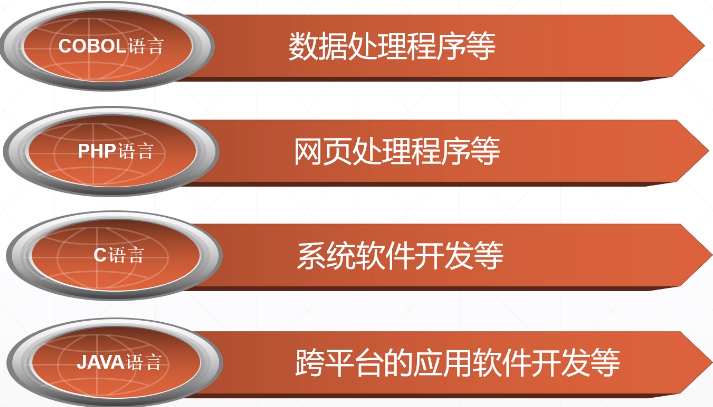 COBOL语言
数据处理程序等
PHP语言
网页处理程序等
C语言
系统软件开发等
JAVA语言
跨平台的应用软件开发等